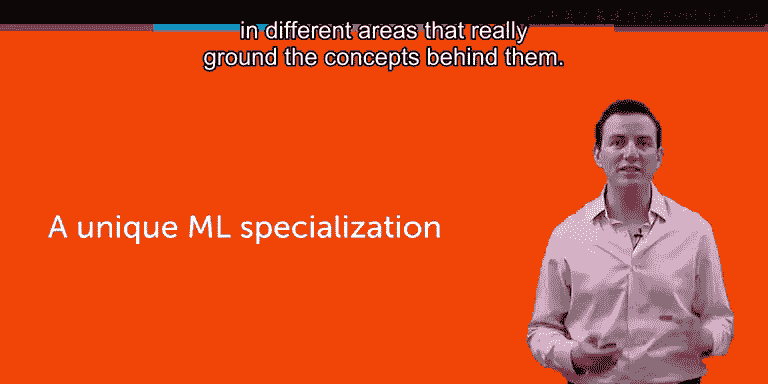 in different areas that really
ground the concepts behind them.
A unique ML specialization